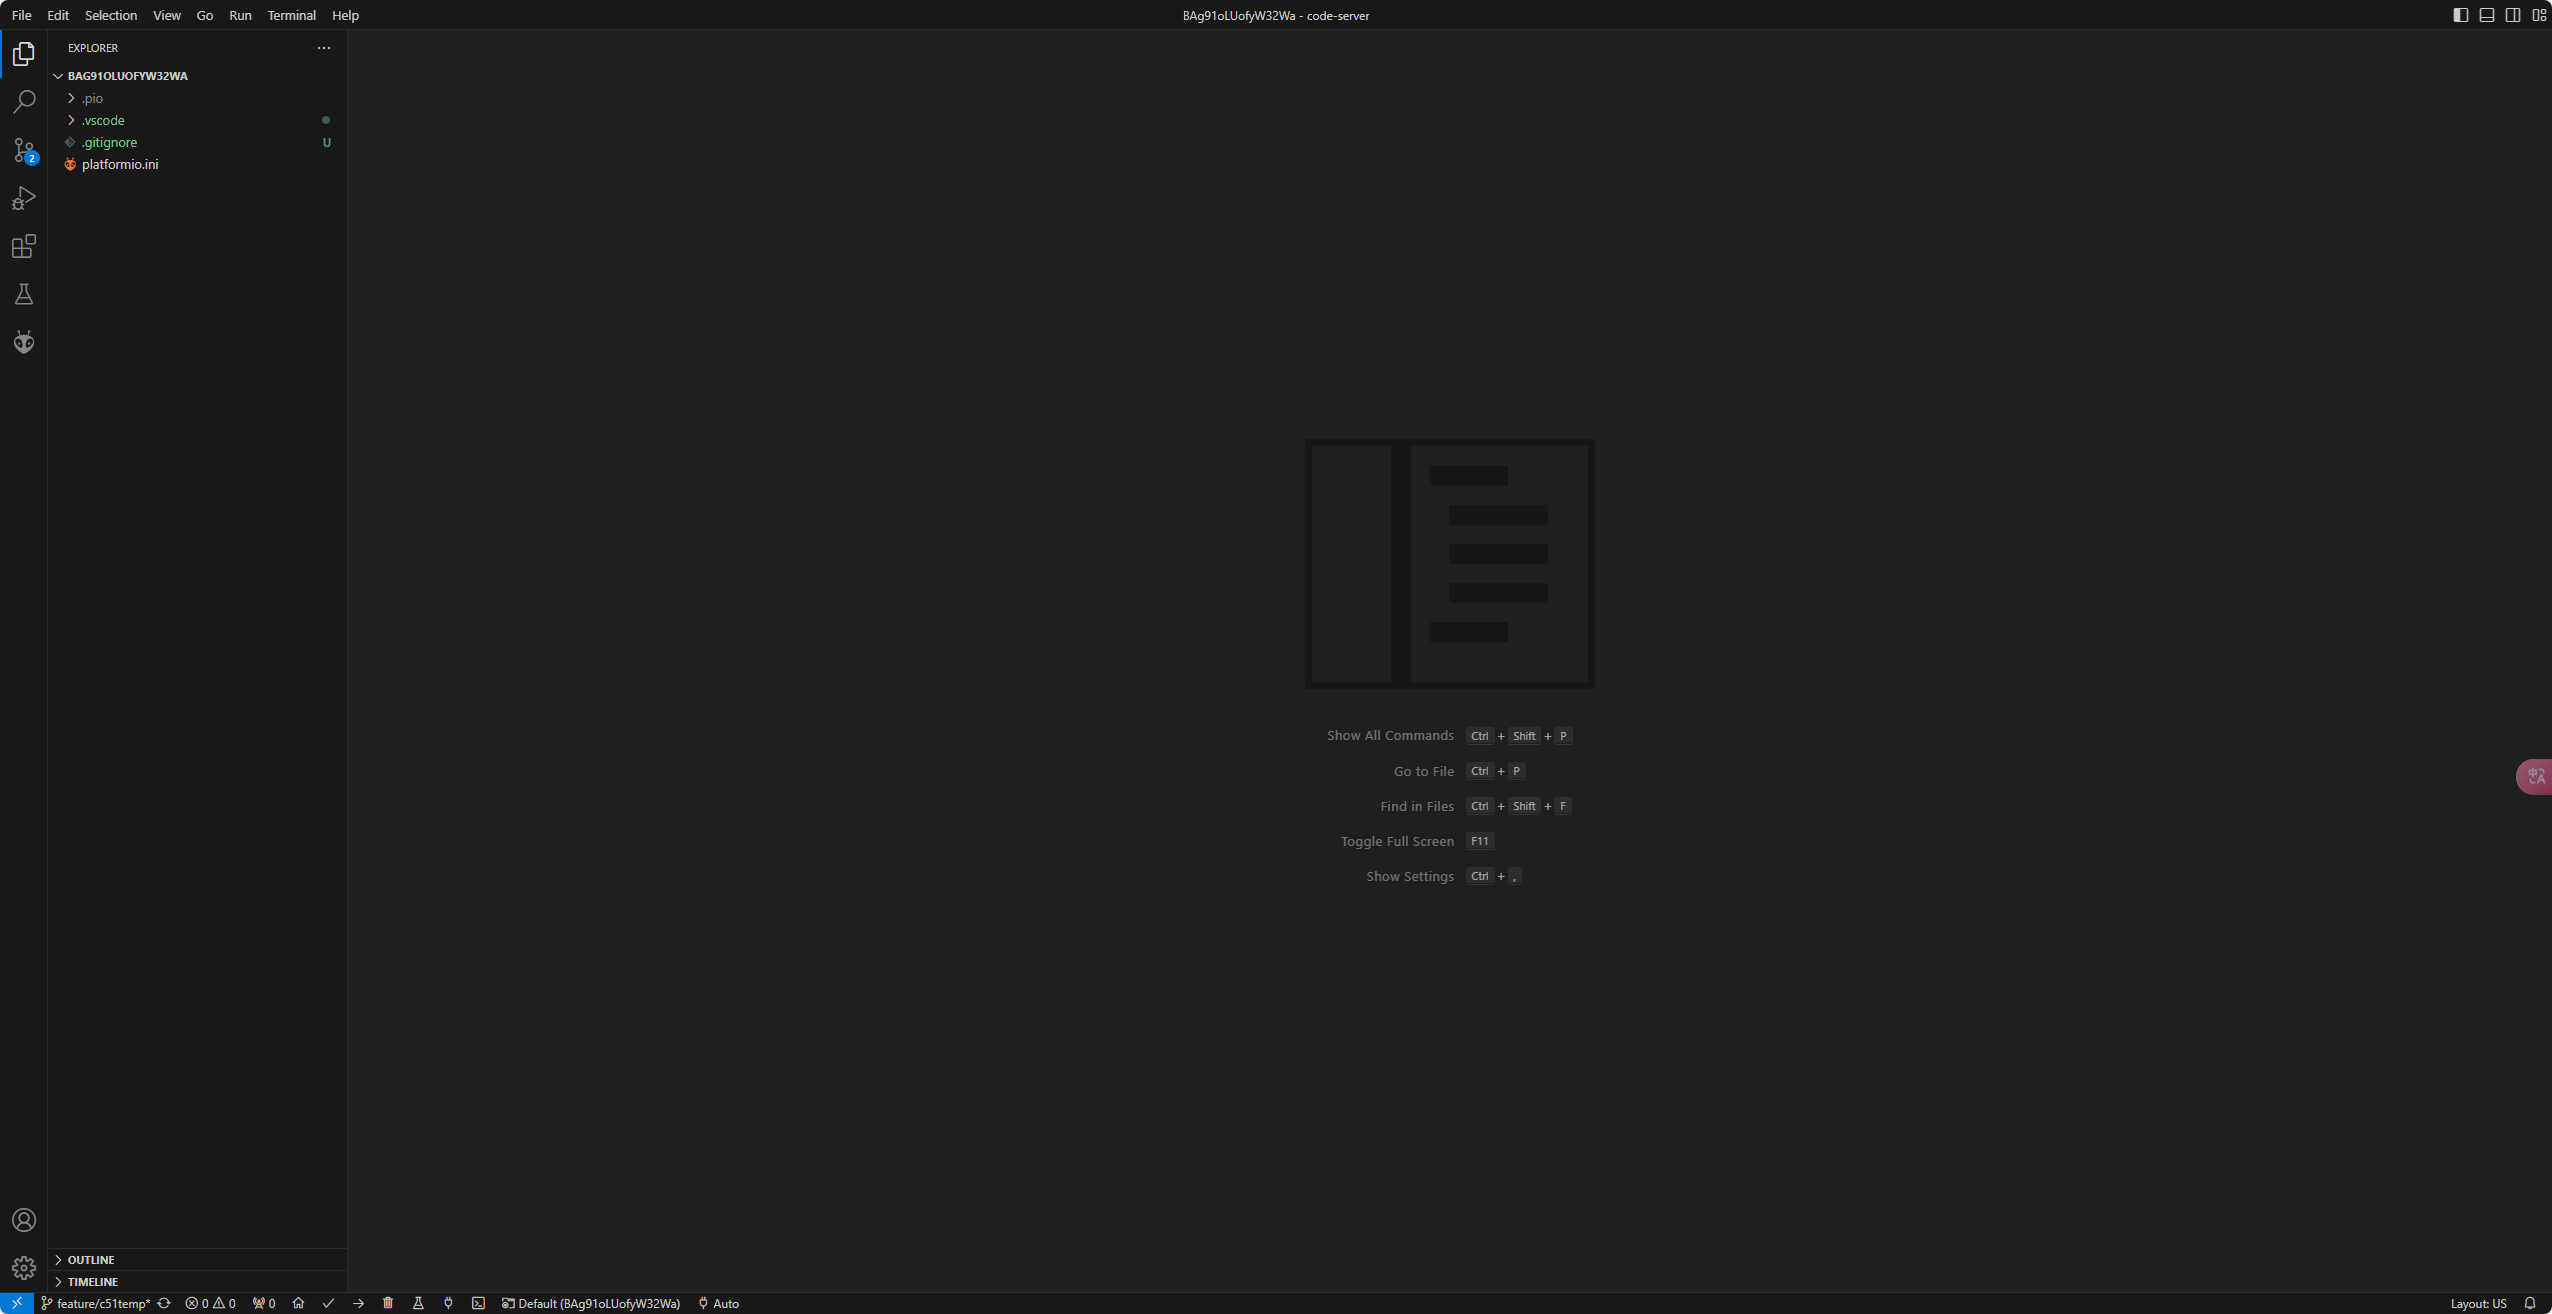 File Edit Selection View Go Run Terminal Help
BAg91oLUofyW32Wa - code-server
EXPLORER
BAG91OLUOFYW32WA
.pio
.vscode
.gitignore U
platformio.ini
2
Show All Commands Ctrl + Shift + P
Go to File Ctrl + P
Find in Files Ctrl + Shift + F
Toggle Full Screen F11
Show Settings Ctrl + ,
中A
OUTLINE
TIMELINE
feature/c51temp* 0 0 0 Default (BAg91oLUofyW32Wa) Auto Layout: US